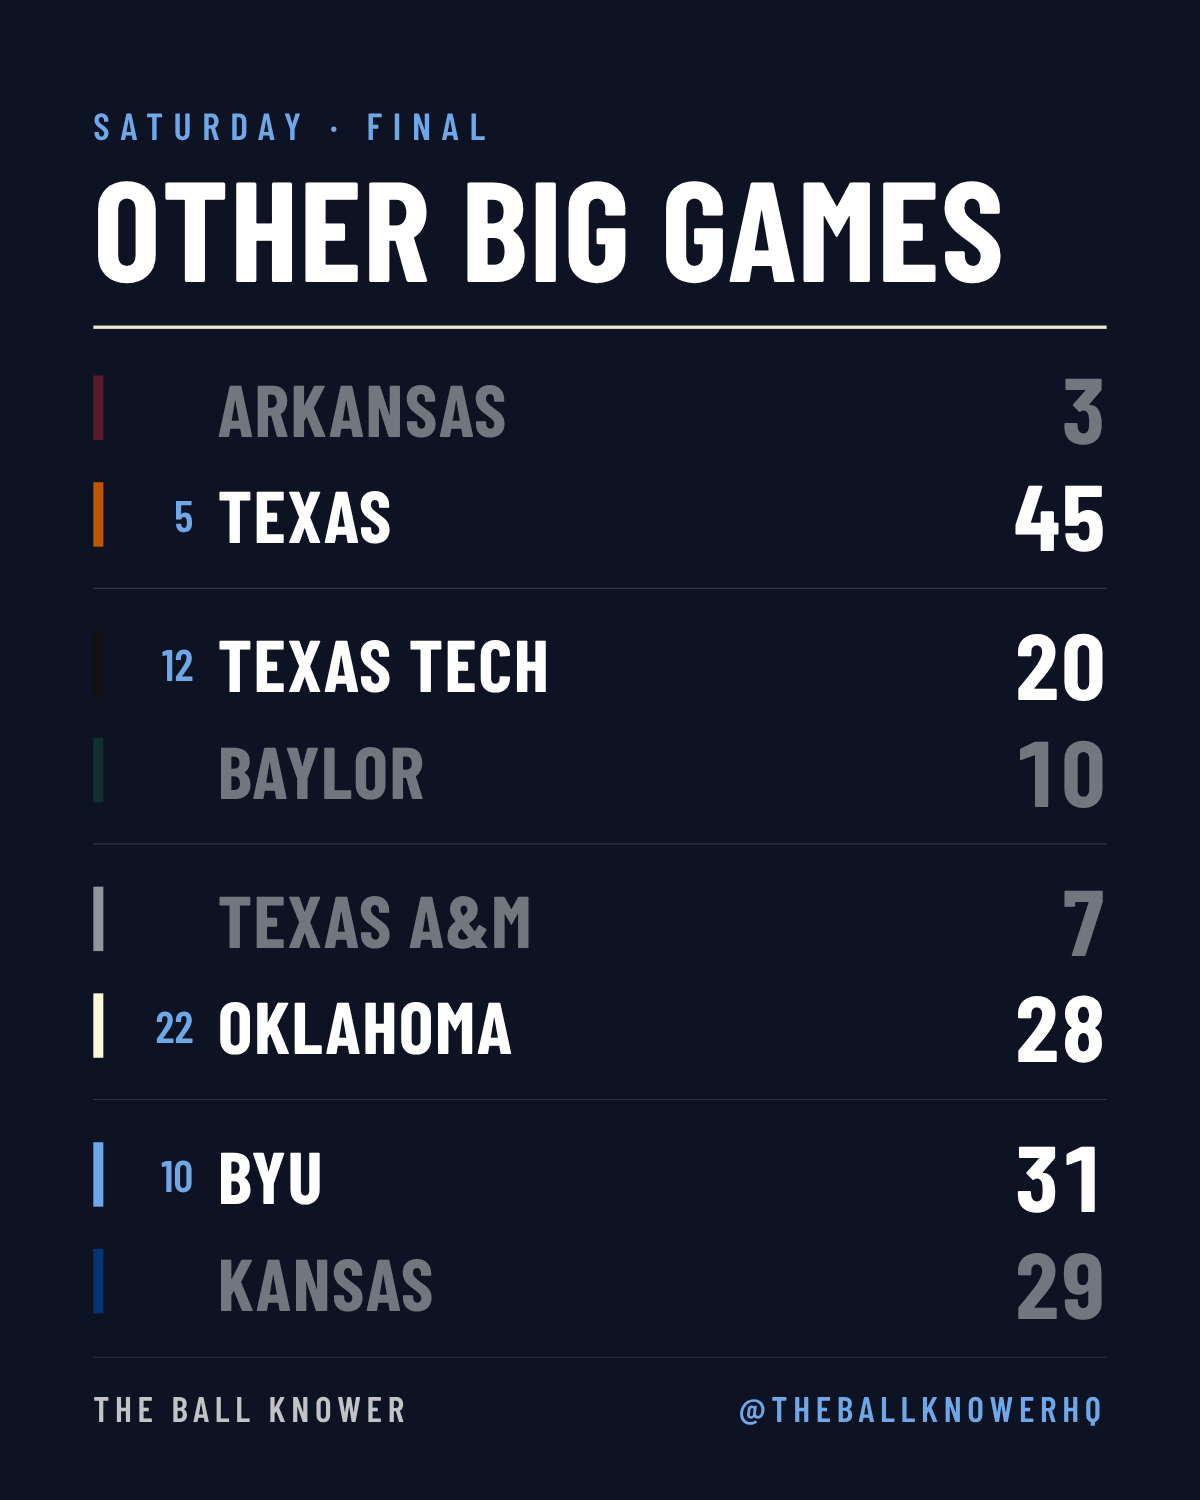 SATURDAY · FINAL
OTHER BIG GAMES
ARKANSAS 3
5 TEXAS 45
12 TEXAS TECH 20
BAYLOR 10
TEXAS A&M 7
22 OKLAHOMA 28
10 BYU 31
KANSAS 29
THE BALL KNOWER @THEBALLKNOWERHQ